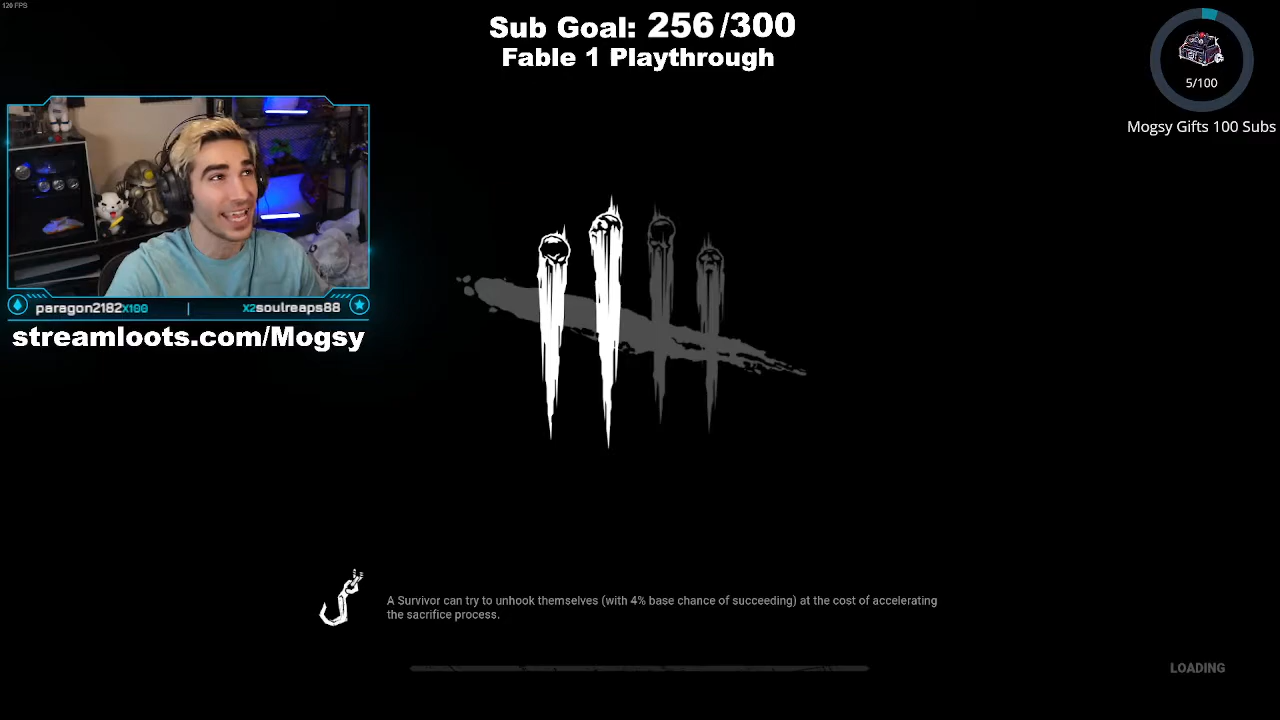 120 FPS
Sub Goal: 256/300
Fable 1 Playthrough
5/100
Mogsy Gifts 100 Subs
paragon2182X100 | X2soulreaps88
streamloots.com/Mogsy
A Survivor can try to unhook themselves (with 4% base chance of succeeding) at the cost of accelerating
the sacrifice process.
LOADING